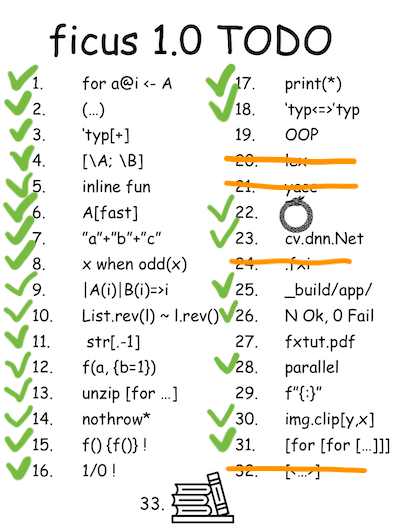 ficus 1.0 TODO
1. for a@i <- A
2. (...)
3. 'typ[+]
4. [\A; \B]
5. inline fun
6. A[fast]
7. "a"+"b"+"c"
8. x when odd(x)
9. |A(i)|B(i)=>i
10. List.rev(l) ~ l.rev()
11. str[.-1]
12. f(a, {b=1})
13. unzip [for ...]
14. nothrow*
15. f() {f()} !
16. 1/0 !
17. print(*)
18. 'typ<=>'typ
19. OOP
20. lex
21. yacc
22.
23. cv.dnn.Net
24. .fxi
25. _build/app/
26. N Ok, 0 Fail
27. fxtut.pdf
28. parallel
29. f"{:}"
30. img.clip[y,x]
31. [for [for [...]]]
32. [<...>]
33.